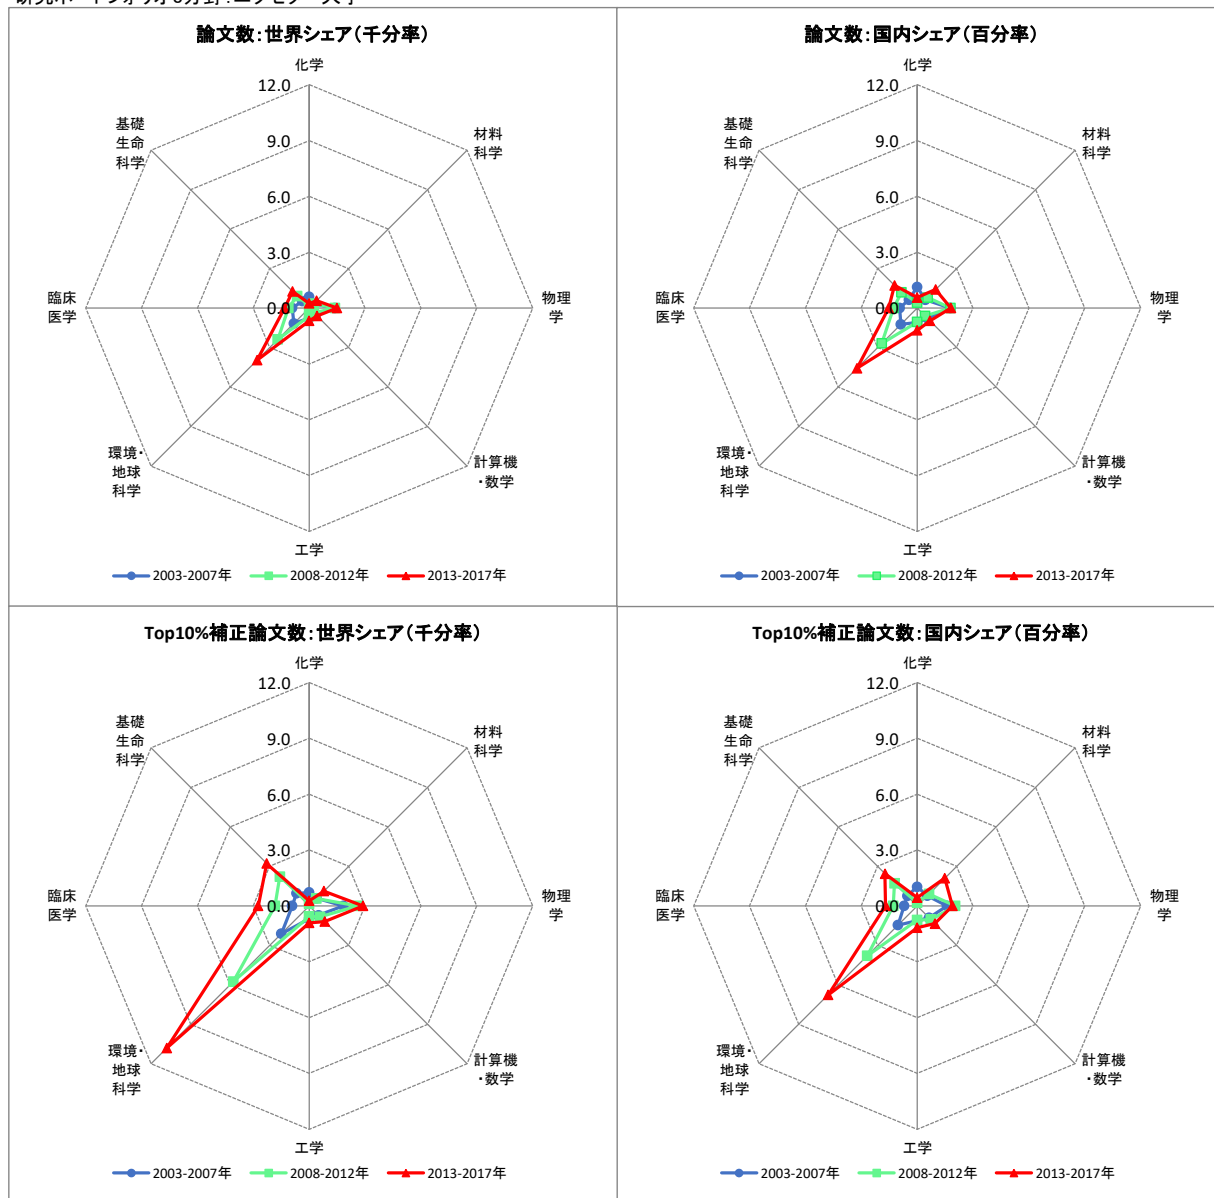 論文数:世界シェア(千分率)
化学
12.0
9.0
6.0
3.0
0.0
材料
科学
物理
学
計算機
・数学
工学
環境・
地球
科学
臨床
医学
基礎
生命
科学
2003-2007年 2008-2012年 2013-2017年
論文数:国内シェア(百分率)
化学
12.0
9.0
6.0
3.0
0.0
材料
科学
物理
学
計算機
・数学
工学
環境・
地球
科学
臨床
医学
基礎
生命
科学
2003-2007年 2008-2012年 2013-2017年
Top10%補正論文数:世界シェア(千分率)
化学
12.0
9.0
6.0
3.0
0.0
材料
科学
物理
学
計算機
・数学
工学
環境・
地球
科学
臨床
医学
基礎
生命
科学
2003-2007年 2008-2012年 2013-2017年
Top10%補正論文数:国内シェア(百分率)
化学
12.0
9.0
6.0
3.0
0.0
材料
科学
物理
学
計算機
・数学
工学
環境・
地球
科学
臨床
医学
基礎
生命
科学
2003-2007年 2008-2012年 2013-2017年